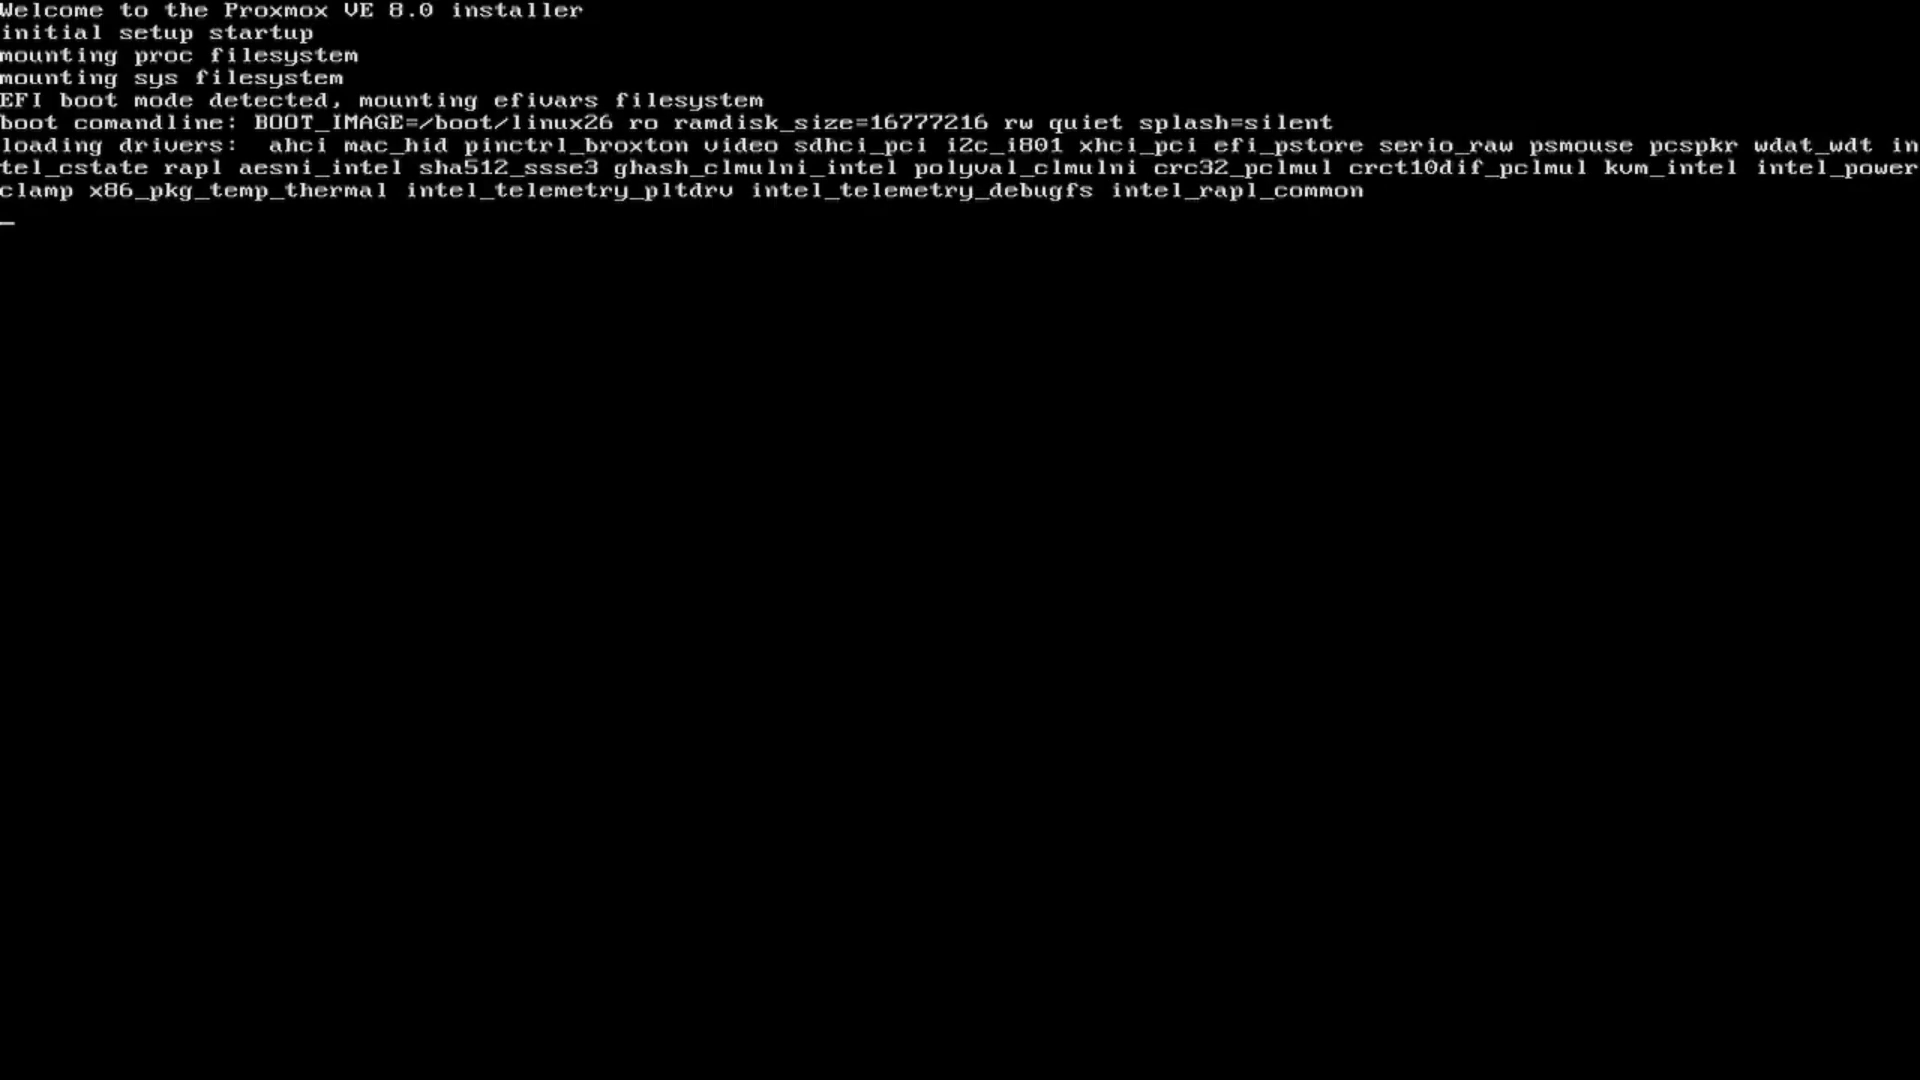 Welcome to the Proxmox VE 8.0 installer
initial setup startup
mounting proc filesystem
mounting sys filesystem
EFI boot mode detected, mounting efivars filesystem
boot comandline: BOOT_IMAGE=/boot/linux26 ro ramdisk_size=16777216 rw quiet splash=silent
loading drivers:  ahci mac_hid pinctrl_broxton video sdhci_pci i2c_i801 xhci_pci efi_pstore serio_raw psmouse pcspkr wdat_wdt in
tel_cstate rapl aesni_intel sha512_ssse3 ghash_clmulni_intel polyval_clmulni crc32_pclmul crct10dif_pclmul kvm_intel intel_power
clamp x86_pkg_temp_thermal intel_telemetry_pltdrv intel_telemetry_debugfs intel_rapl_common